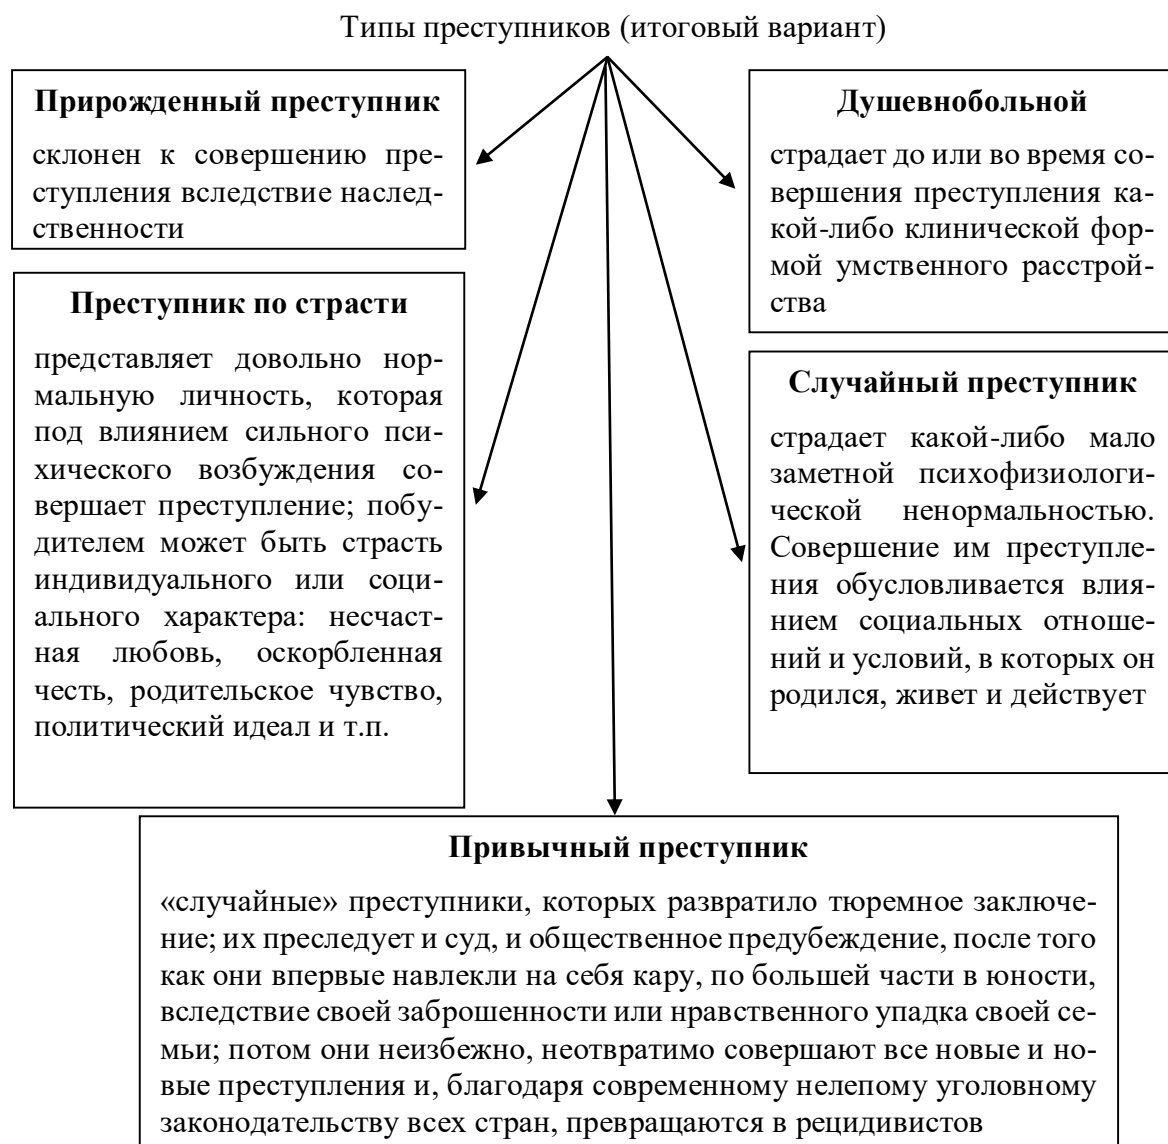 Типы преступников (итоговый вариант)
Прирожденный преступник
склонен к совершению пре-
ступления вследствие наслед-
ственности
Душевнобольной
страдает до или во время со-
вершения преступления ка-
кой-либо клинической фор-
мой умственного расстрой-
ства
Преступник по страсти
представляет довольно нор-
мальную личность, которая
под влиянием сильного пси-
хического возбуждения со-
вершает преступление; побу-
дителем может быть страсть
индивидуального или соци-
ального характера: несчаст-
ная любовь, оскорбленная
честь, родительское чувство,
политический идеал и т.п.
Случайный преступник
страдает какой-либо мало
заметной психофизиологи-
ческой ненормальностью.
Совершение им преступле-
ния обусловливается влия-
нием социальных отноше-
ний и условий, в которых он
родился, живет и действует
Привычный преступник
«случайные» преступники, которых развратило тюремное заключе-
ние; их преследует и суд, и общественное предубеждение, после того
как они впервые навлекли на себя кару, по большей части в юности,
вследствие своей заброшенности или нравственного упадка своей се-
мьи; потом они неизбежно, неотвратимо совершают все новые и но-
вые преступления и, благодаря современному нелепому уголовному
законодательству всех стран, превращаются в рецидивистов